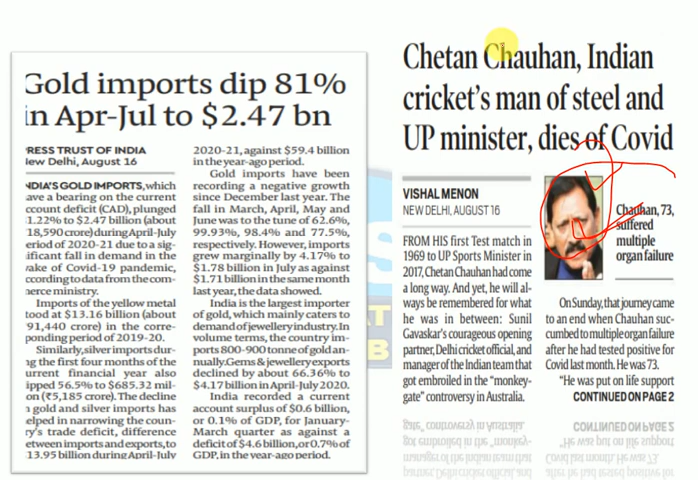 Gold imports dip 81%
in Apr-Jul to $2.47 bn
RESS TRUST OF INDIA
New Delhi, August 16
NDIA'S GOLD IMPORTS, which
ave a bearing on the current
ccount deficit (CAD), plunged
1.22% to $2.47 billion (about
18,590 crore) during April-July
eriod of 2020-21 due to a sig-
ificant fall in demand in the
ake of Covid-19 pandemic,
ccording to data from the com-
erce ministry.
Imports of the yellow metal
tood at $13.16 billion (about
91,440 crore) in the corre-
ponding period of 2019-20.
Similarly, silver imports dur-
ng the first four months of the
urrent financial year also
ipped 56.5% to $685.32 mil-
on (₹5,185 crore). The decline
n gold and silver imports has
elped in narrowing the coun-
ry's trade deficit, difference
etween imports and exports, to
13.95 billion during April-July
2020-21, against $59.4 billion
in the year-ago period.
Gold imports have been
recording a negative growth
since December last year. The
fall in March, April, May and
June was to the tune of 62.6%,
99.93%, 98.4% and 77.5%,
respectively. However, imports
grew marginally by 4.17% to
$1.78 billion in July as against
$1.71 billion in the same month
last year, the data showed.
India is the largest importer
of gold, which mainly caters to
demand of jewellery industry. In
volume terms, the country im-
ports 800-900 tonne of gold an-
nually. Gems & jewellery exports
declined by about 66.36% to
$4.17 billion in April-July 2020.
India recorded a current
account surplus of $0.6 billion,
or 0.1% of GDP, for January-
March quarter as against a
deficit of $4.6 billion, or 0.7% of
GDP, in the year-ago period.
Chetan Chauhan, Indian
cricket's man of steel and
UP minister, dies of Covid
VISHAL MENON
NEW DELHI, AUGUST 16
FROM HIS first Test match in
1969 to UP Sports Minister in
2017, Chetan Chauhan had come
a long way. And yet, he will al-
ways be remembered for what
he was in between: Sunil
Gavaskar's courageous opening
partner, Delhi cricket official, and
manager of the Indian team that
got embroiled in the "monkey-
gate" controversy in Australia.
Chauhan, 73,
suffered
multiple
organ failure
On Sunday, that journey came
to an end when Chauhan suc-
cumbed to multiple organ failure
after he had tested positive for
Covid last month. He was 73.
"He was put on life support
CONTINUED ON PAGE 2